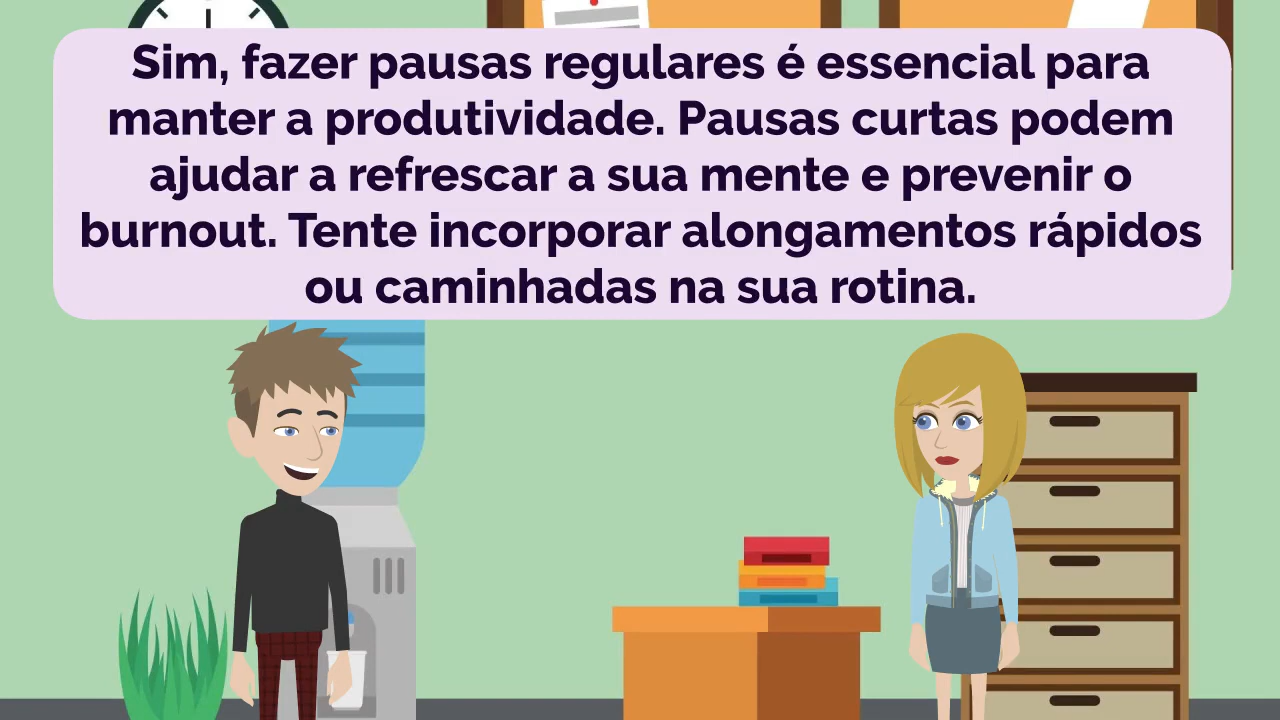 Sim, fazer pausas regulares é essencial para
manter a produtividade. Pausas curtas podem
ajudar a refrescar a sua mente e prevenir o
burnout. Tente incorporar alongamentos rápidos
ou caminhadas na sua rotina.